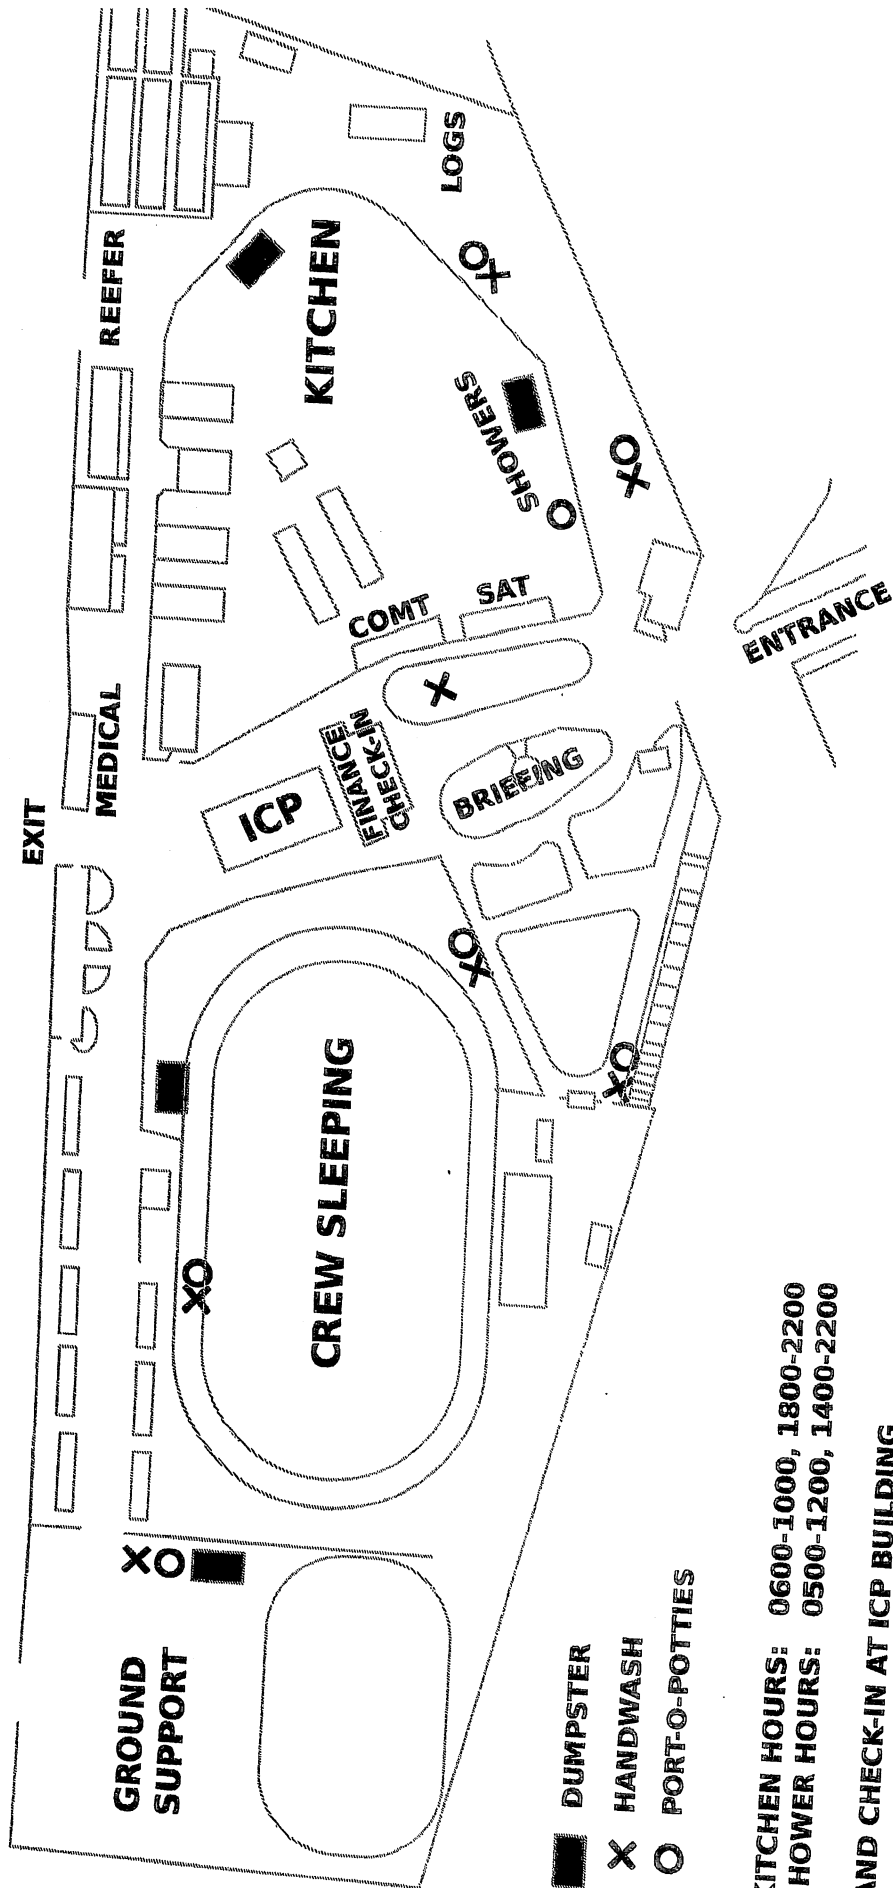 EXIT
GROUND
SUPPORT
MEDICAL
REEFER
ICP
CREW SLEEPING
KITCHEN
FINANCE
CHECK-IN
COMT
LOGS
BRIEFING
SAT
SHOWERS
ENTRANCE
DUMPSTER
HANDWASH
PORT-O-POTTIES
KITCHEN HOURS: 0600-1000, 1800-2200
HOWER HOURS: 0500-1200, 1400-2200
AND CHECK-IN AT ICP BUILDING